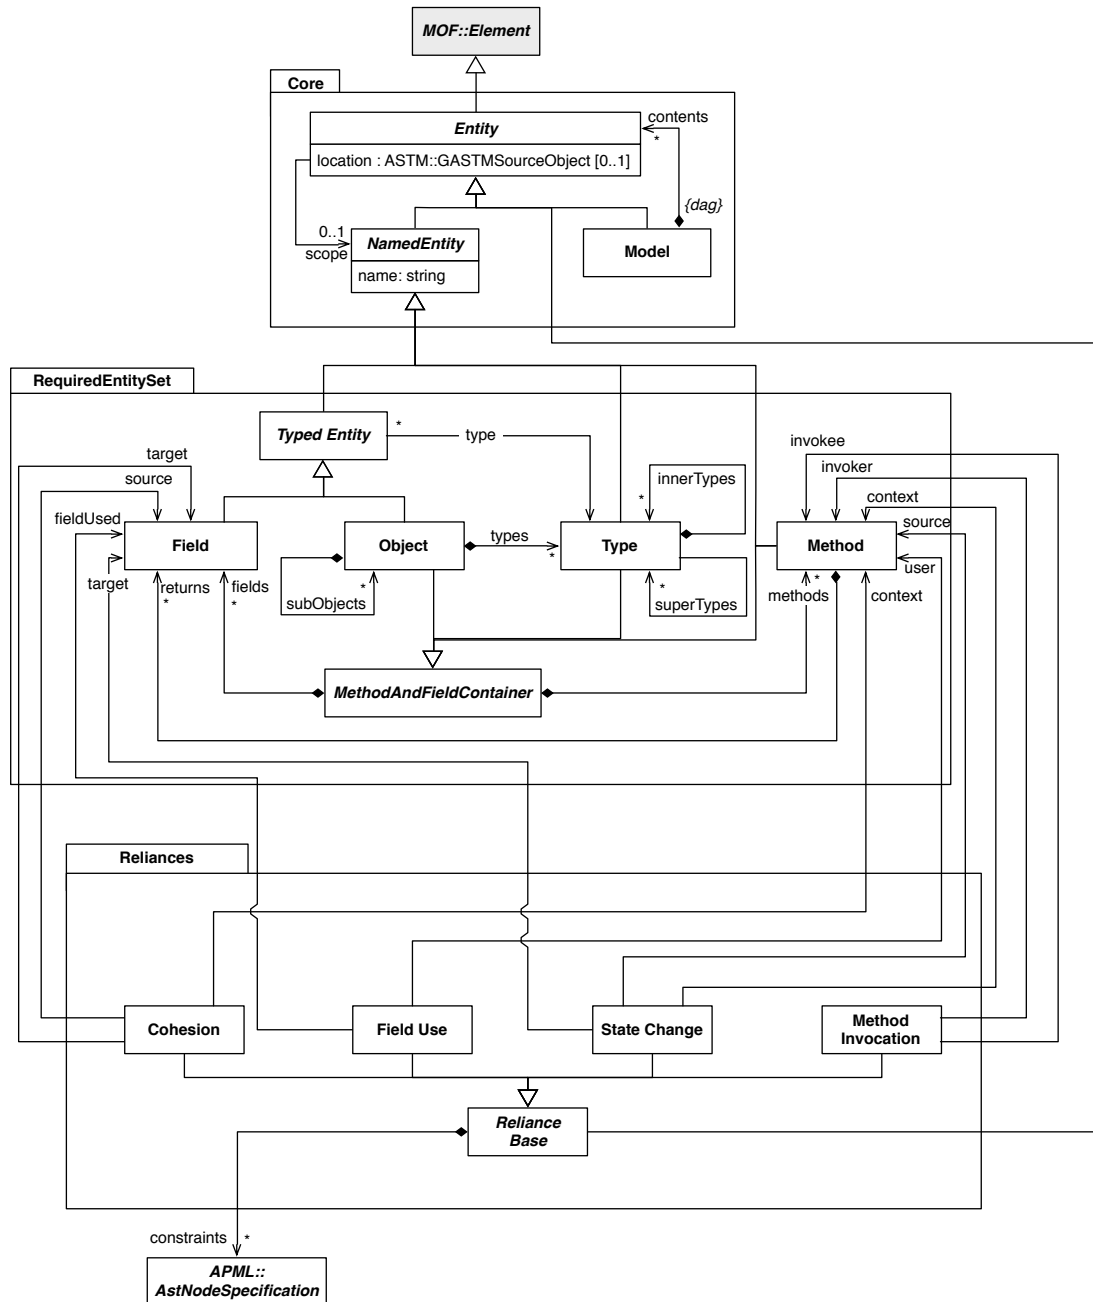 MOF::Element
Core
Entity
contents
*
location : ASTM::GASTMSourceObject [0..1]
{dag}
0..1
scope
NamedEntity
name: string
Model
RequiredEntitySet
Typed Entity
*
type
invokee
target
source
innerTypes
*
invoker
context
fieldUsed
Field
Object
types
*
Type
Method
source
user
target
returns
*
fields
*
subObjects
*
*
superTypes
methods
*
context
MethodAndFieldContainer
Reliances
Cohesion
Field Use
State Change
Method
Invocation
Reliance
Base
constraints
*
APML::
AstNodeSpecification